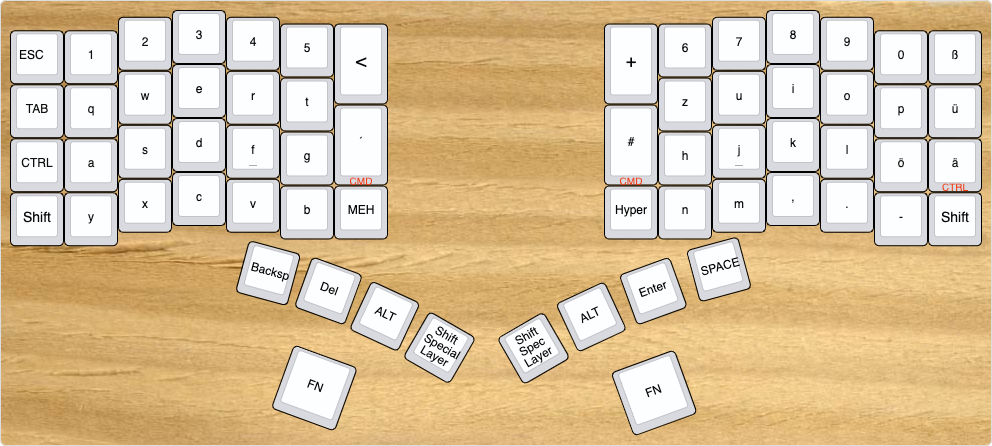 ESC 1 2 3 4 5 <
TAB q w e r t
CTRL a s d f g ´
_
CMD
Shift y x c v b MEH
+ 6 7 8 9 0 ß
z u i o p ü
# h j k l ö ä
_
CMD CTRL
Hyper n m , . - Shift
Backsp Del ALT
Shift
Special
Layer
FN
SPACE
Enter
ALT
Shift
Spec
Layer
FN